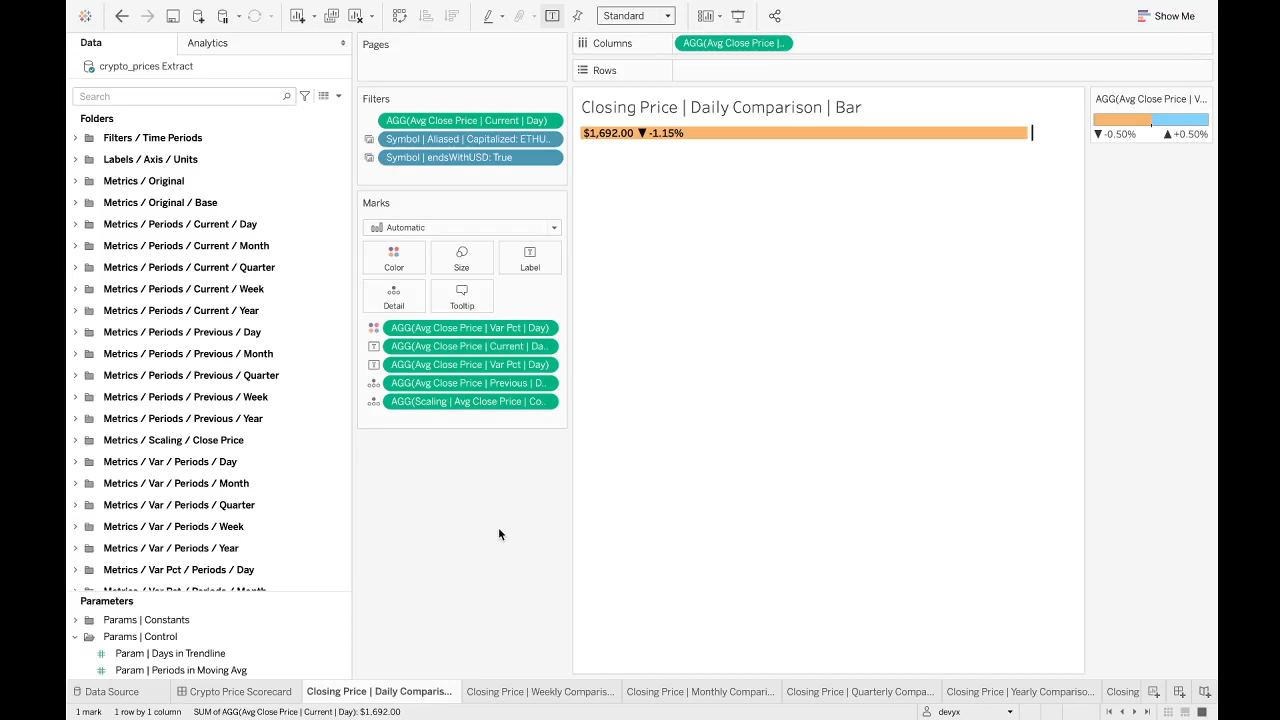 Standard
Show Me
Data
Analytics
crypto_prices Extract
Search
Folders
Filters / Time Periods
Labels / Axis / Units
Metrics / Original
Metrics / Original / Base
Metrics / Periods / Current / Day
Metrics / Periods / Current / Month
Metrics / Periods / Current / Quarter
Metrics / Periods / Current / Week
Metrics / Periods / Current / Year
Metrics / Periods / Previous / Day
Metrics / Periods / Previous / Month
Metrics / Periods / Previous / Quarter
Metrics / Periods / Previous / Week
Metrics / Periods / Previous / Year
Metrics / Scaling / Close Price
Metrics / Var / Periods / Day
Metrics / Var / Periods / Month
Metrics / Var / Periods / Quarter
Metrics / Var / Periods / Week
Metrics / Var / Periods / Year
Metrics / Var Pct / Periods / Day
Metrics / Var Pct / Periods / Month
Parameters
Params | Constants
Params | Control
Param | Days in Trendline
Param | Periods in Moving Avg
Pages
Filters
AGG(Avg Close Price | Current | Day)
Symbol | Aliased | Capitalized: ETHU..
Symbol | endsWithUSD: True
Marks
Automatic
Color
Size
Label
Detail
Tooltip
AGG(Avg Close Price | Var Pct | Day)
AGG(Avg Close Price | Current | Da..
AGG(Avg Close Price | Var Pct | Day)
AGG(Avg Close Price | Previous | D..
AGG(Scaling | Avg Close Price | Co..
Columns
AGG(Avg Close Price |..
Rows
Closing Price | Daily Comparison | Bar
$1,692.00 ▼ -1.15%
AGG(Avg Close Price | V...
▼ -0.50% ▲ +0.50%
Data Source
Crypto Price Scorecard
Closing Price | Daily Comparis...
Closing Price | Weekly Comparis...
Closing Price | Monthly Compari...
Closing Price | Quarterly Compa...
Closing Price | Yearly Compariso...
Closing
1 mark
1 row by 1 column
SUM of AGG(Avg Close Price | Current | Day): $1,692.00
devyx